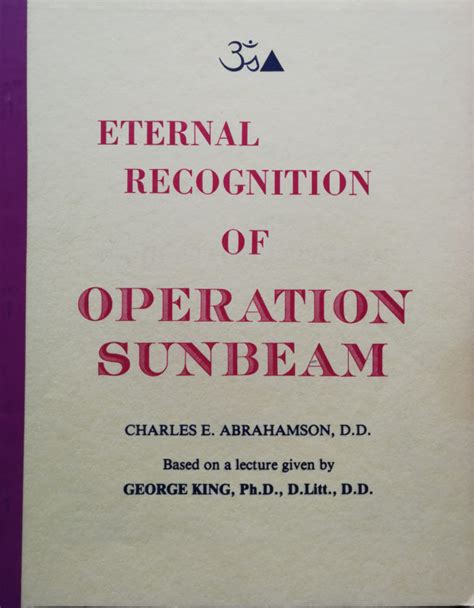 ॐ
ETERNAL
RECOGNITION
OF
OPERATION
SUNBEAM
CHARLES E. ABRAHAMSON, D.D.
Based on a lecture given by
GEORGE KING, Ph.D., D.Litt., D.D.